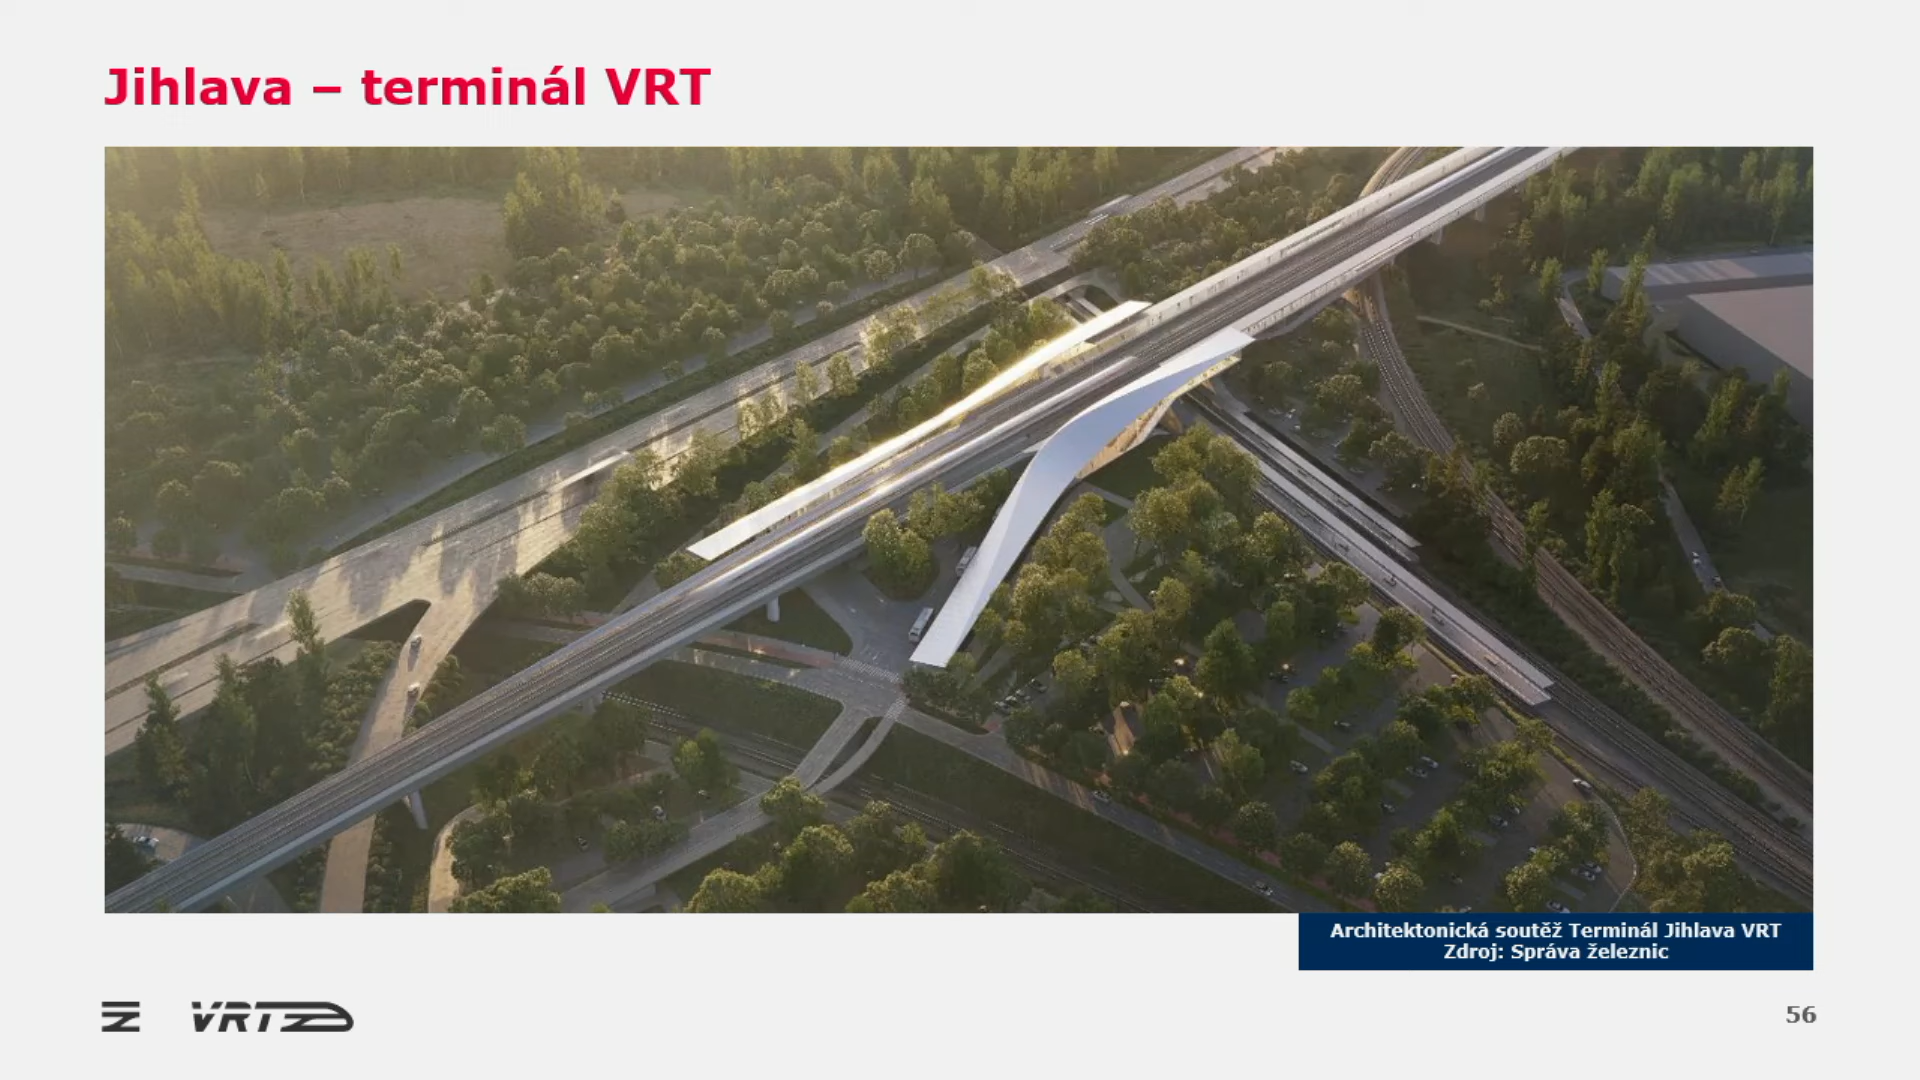 Jihlava – terminál VRT
Architektonická soutěž Terminál Jihlava VRT
Zdroj: Správa železnic
VRT
56